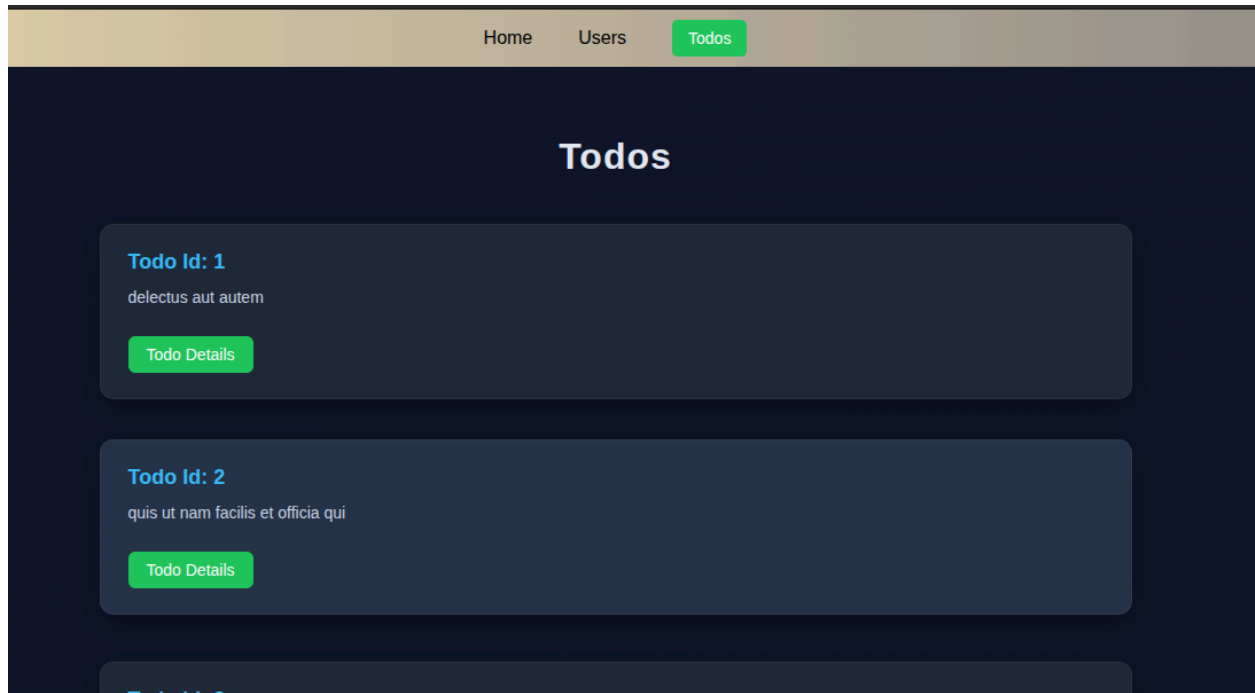 Home Users Todos
Todos
Todo Id: 1
delectus aut autem
Todo Details
Todo Id: 2
quis ut nam facilis et officia qui
Todo Details